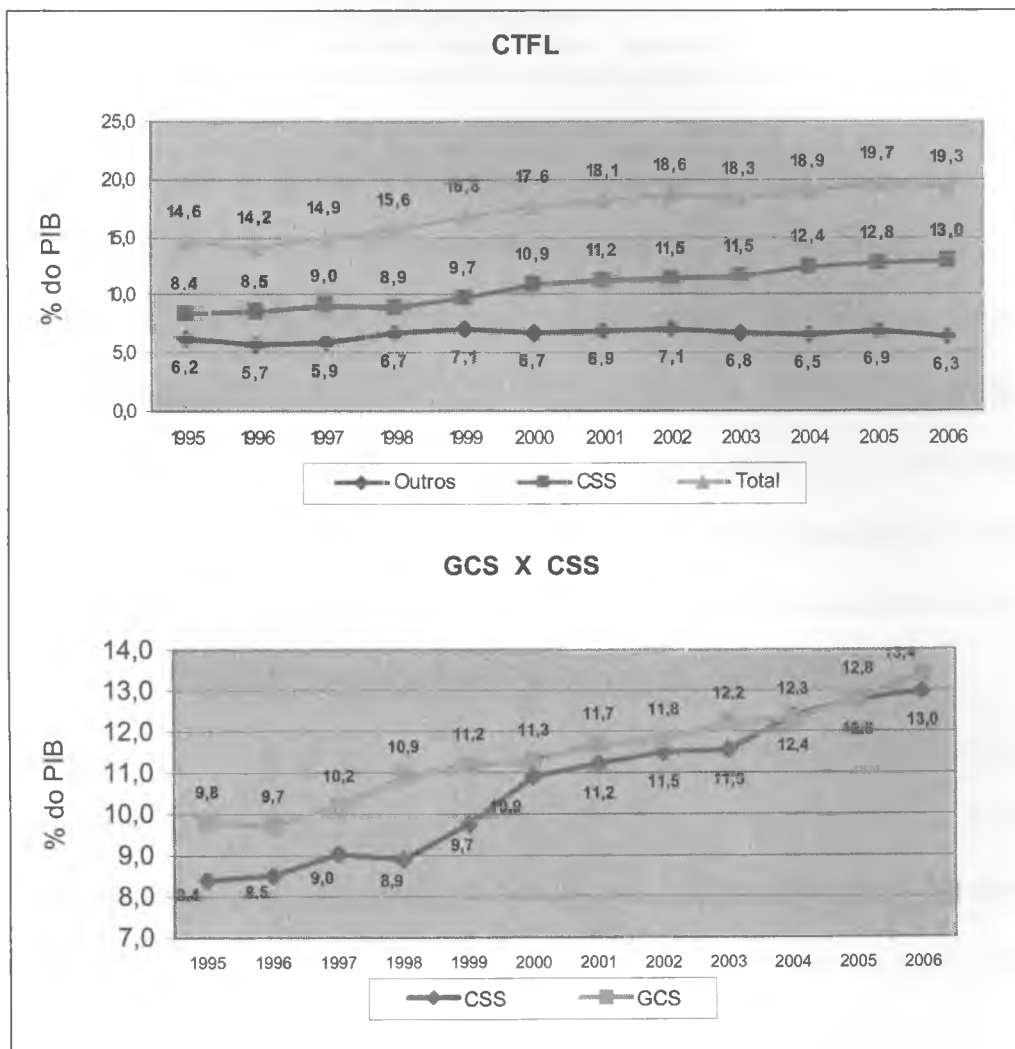 CTFL
% do PIB
25,0
20,0
15,0
10,0
5,0
0,0
14,6 14,2 14,9 15,6 16,8 17,6 18,1 18,6 18,3 18,9 19,7 19,3
8.4 8,5 9,0 8,9 9,7 10,9 11,2 11,5 11,5 12,4 12,8 13,0
6,2 5,7 5,9 6,7 7,1 6,7 6,9 7,1 6,8 6,5 6,9 6,3
1995 1996 1997 1998 1999 2000 2001 2002 2003 2004 2005 2006
Outros CSS Total
GCS X CSS
% do PIB
14,0
13,0
12,0
11,0
10,0
9,0
8,0
7,0
9,8 9,7 10,2 10,9 11,2 11,3 11,7 11,8 12,2 12,3 12,8 13,4
8,4 8,5 9,0 8,9 9,7 10,9 11,2 11,5 11,5 12,4 12,8 13,0
1995 1996 1997 1998 1999 2000 2001 2002 2003 2004 2005 2006
CSS GCS